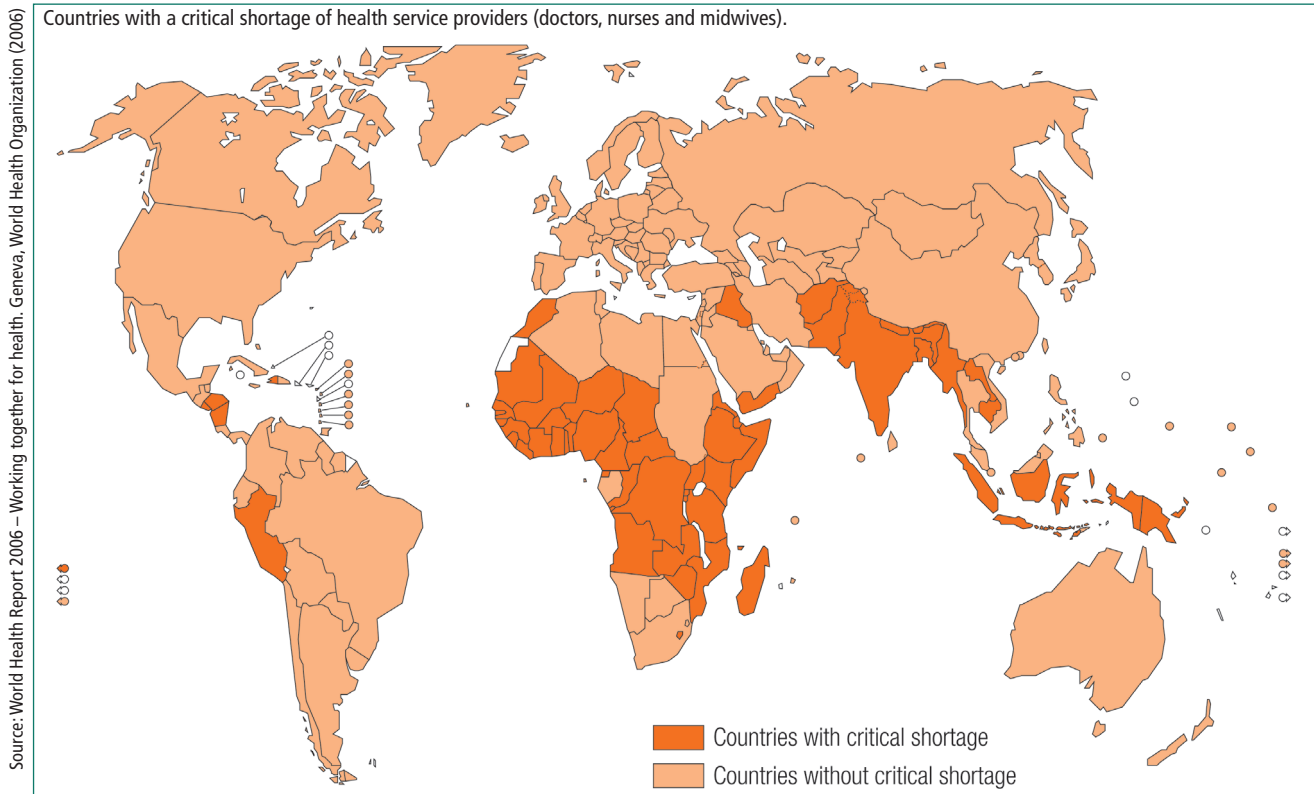 Countries with a critical shortage of health service providers (doctors, nurses and midwives).
Source: World Health Report 2006 – Working together for health. Geneva, World Health Organization (2006)
Countries with critical shortage
Countries without critical shortage